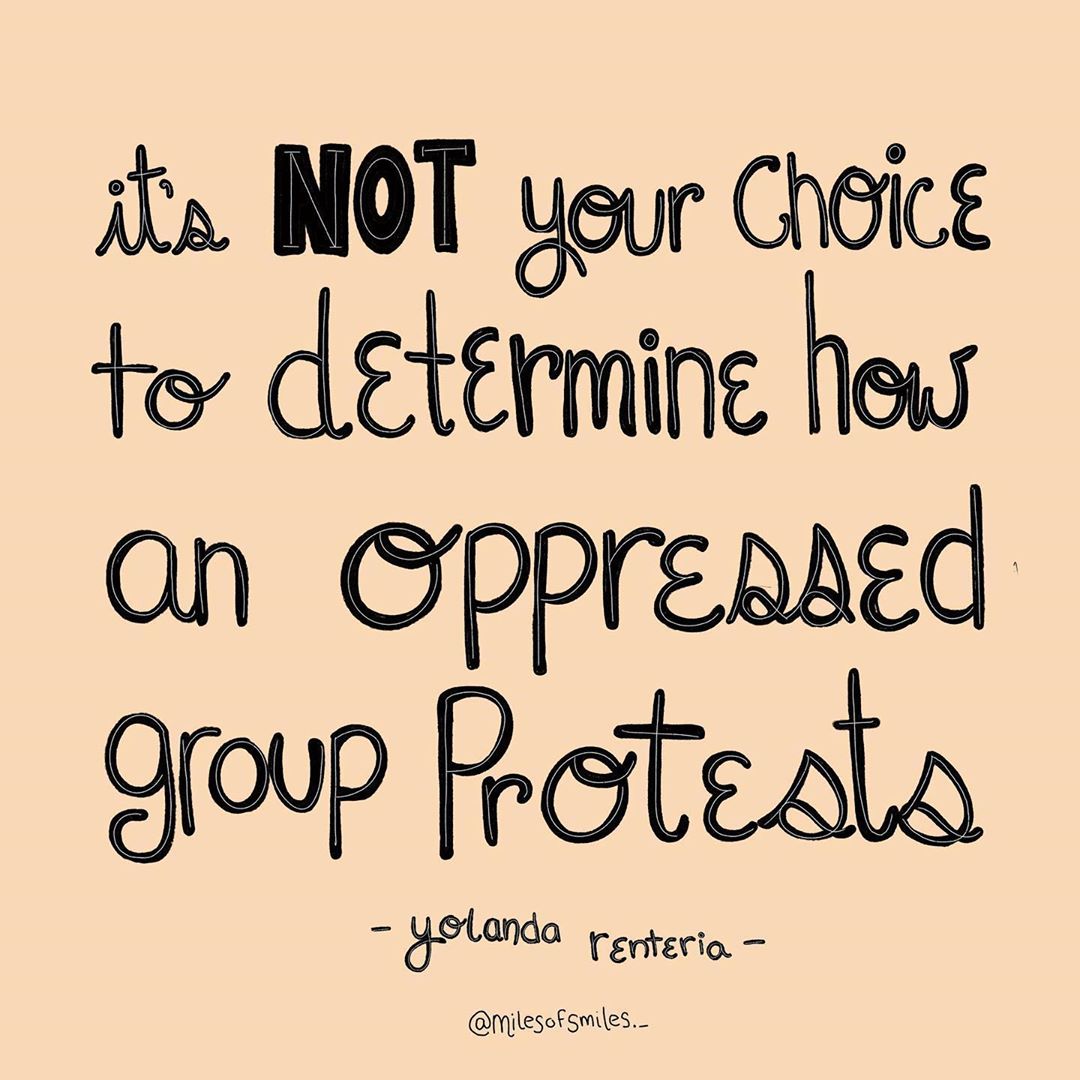 it's NOT your Choice
to determine how
an oppressed
group Protests
- yolanda renteria -
@milesofsmiles._